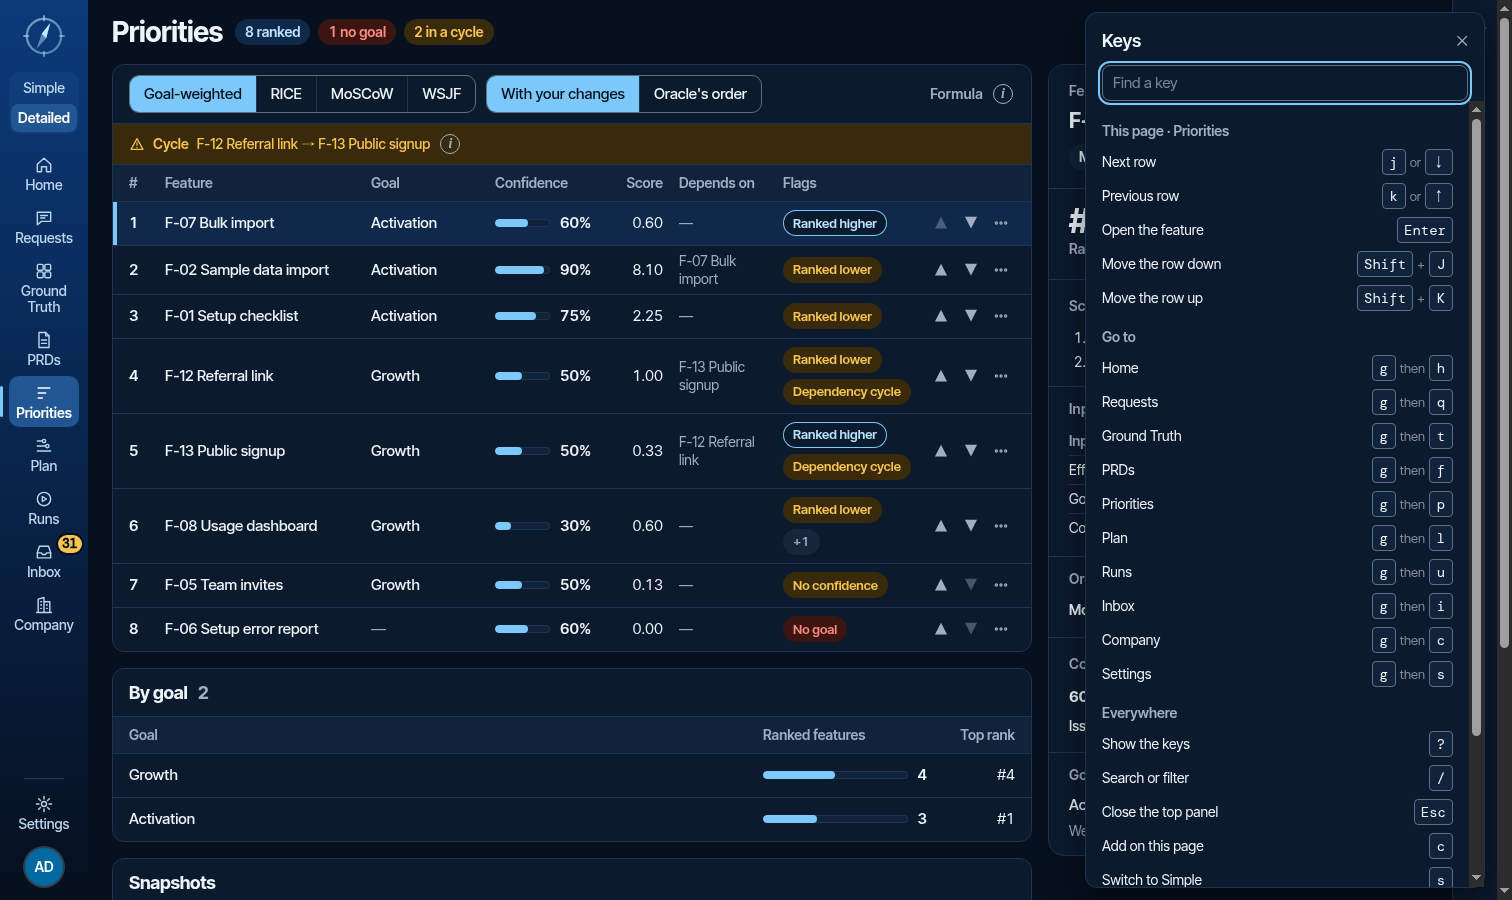 Simple
Detailed
Home
Requests
Ground
Truth
PRDs
Priorities
Plan
Runs
31
Inbox
Company
Settings
AD
Priorities
8 ranked
1 no goal
2 in a cycle
Goal-weighted
RICE
MoSCoW
WSJF
With your changes
Oracle's order
Formula
i
Cycle F-12 Referral link → F-13 Public signup i
# Feature Goal Confidence Score Depends on Flags
1 F-07 Bulk import Activation 60% 0.60 — Ranked higher
2 F-02 Sample data import Activation 90% 8.10 F-07 Bulk
import
Ranked lower
3 F-01 Setup checklist Activation 75% 2.25 — Ranked lower
4 F-12 Referral link Growth 50% 1.00 F-13 Public
signup
Ranked lower
Dependency cycle
5 F-13 Public signup Growth 50% 0.33 F-12 Referral
link
Ranked higher
Dependency cycle
6 F-08 Usage dashboard Growth 30% 0.60 — Ranked lower
+1
7 F-05 Team invites Growth 50% 0.13 — No confidence
8 F-06 Setup error report — 60% 0.00 — No goal
By goal 2
Goal Ranked features Top rank
Growth 4 #4
Activation 3 #1
Snapshots
Keys
Find a key
This page · Priorities
Next row j or ↓
Previous row k or ↑
Open the feature Enter
Move the row down Shift + J
Move the row up Shift + K
Go to
Home g then h
Requests g then q
Ground Truth g then t
PRDs g then f
Priorities g then p
Plan g then l
Runs g then u
Inbox g then i
Company g then c
Settings g then s
Everywhere
Show the keys ?
Search or filter /
Close the top panel Esc
Add on this page c
Switch to Simple s